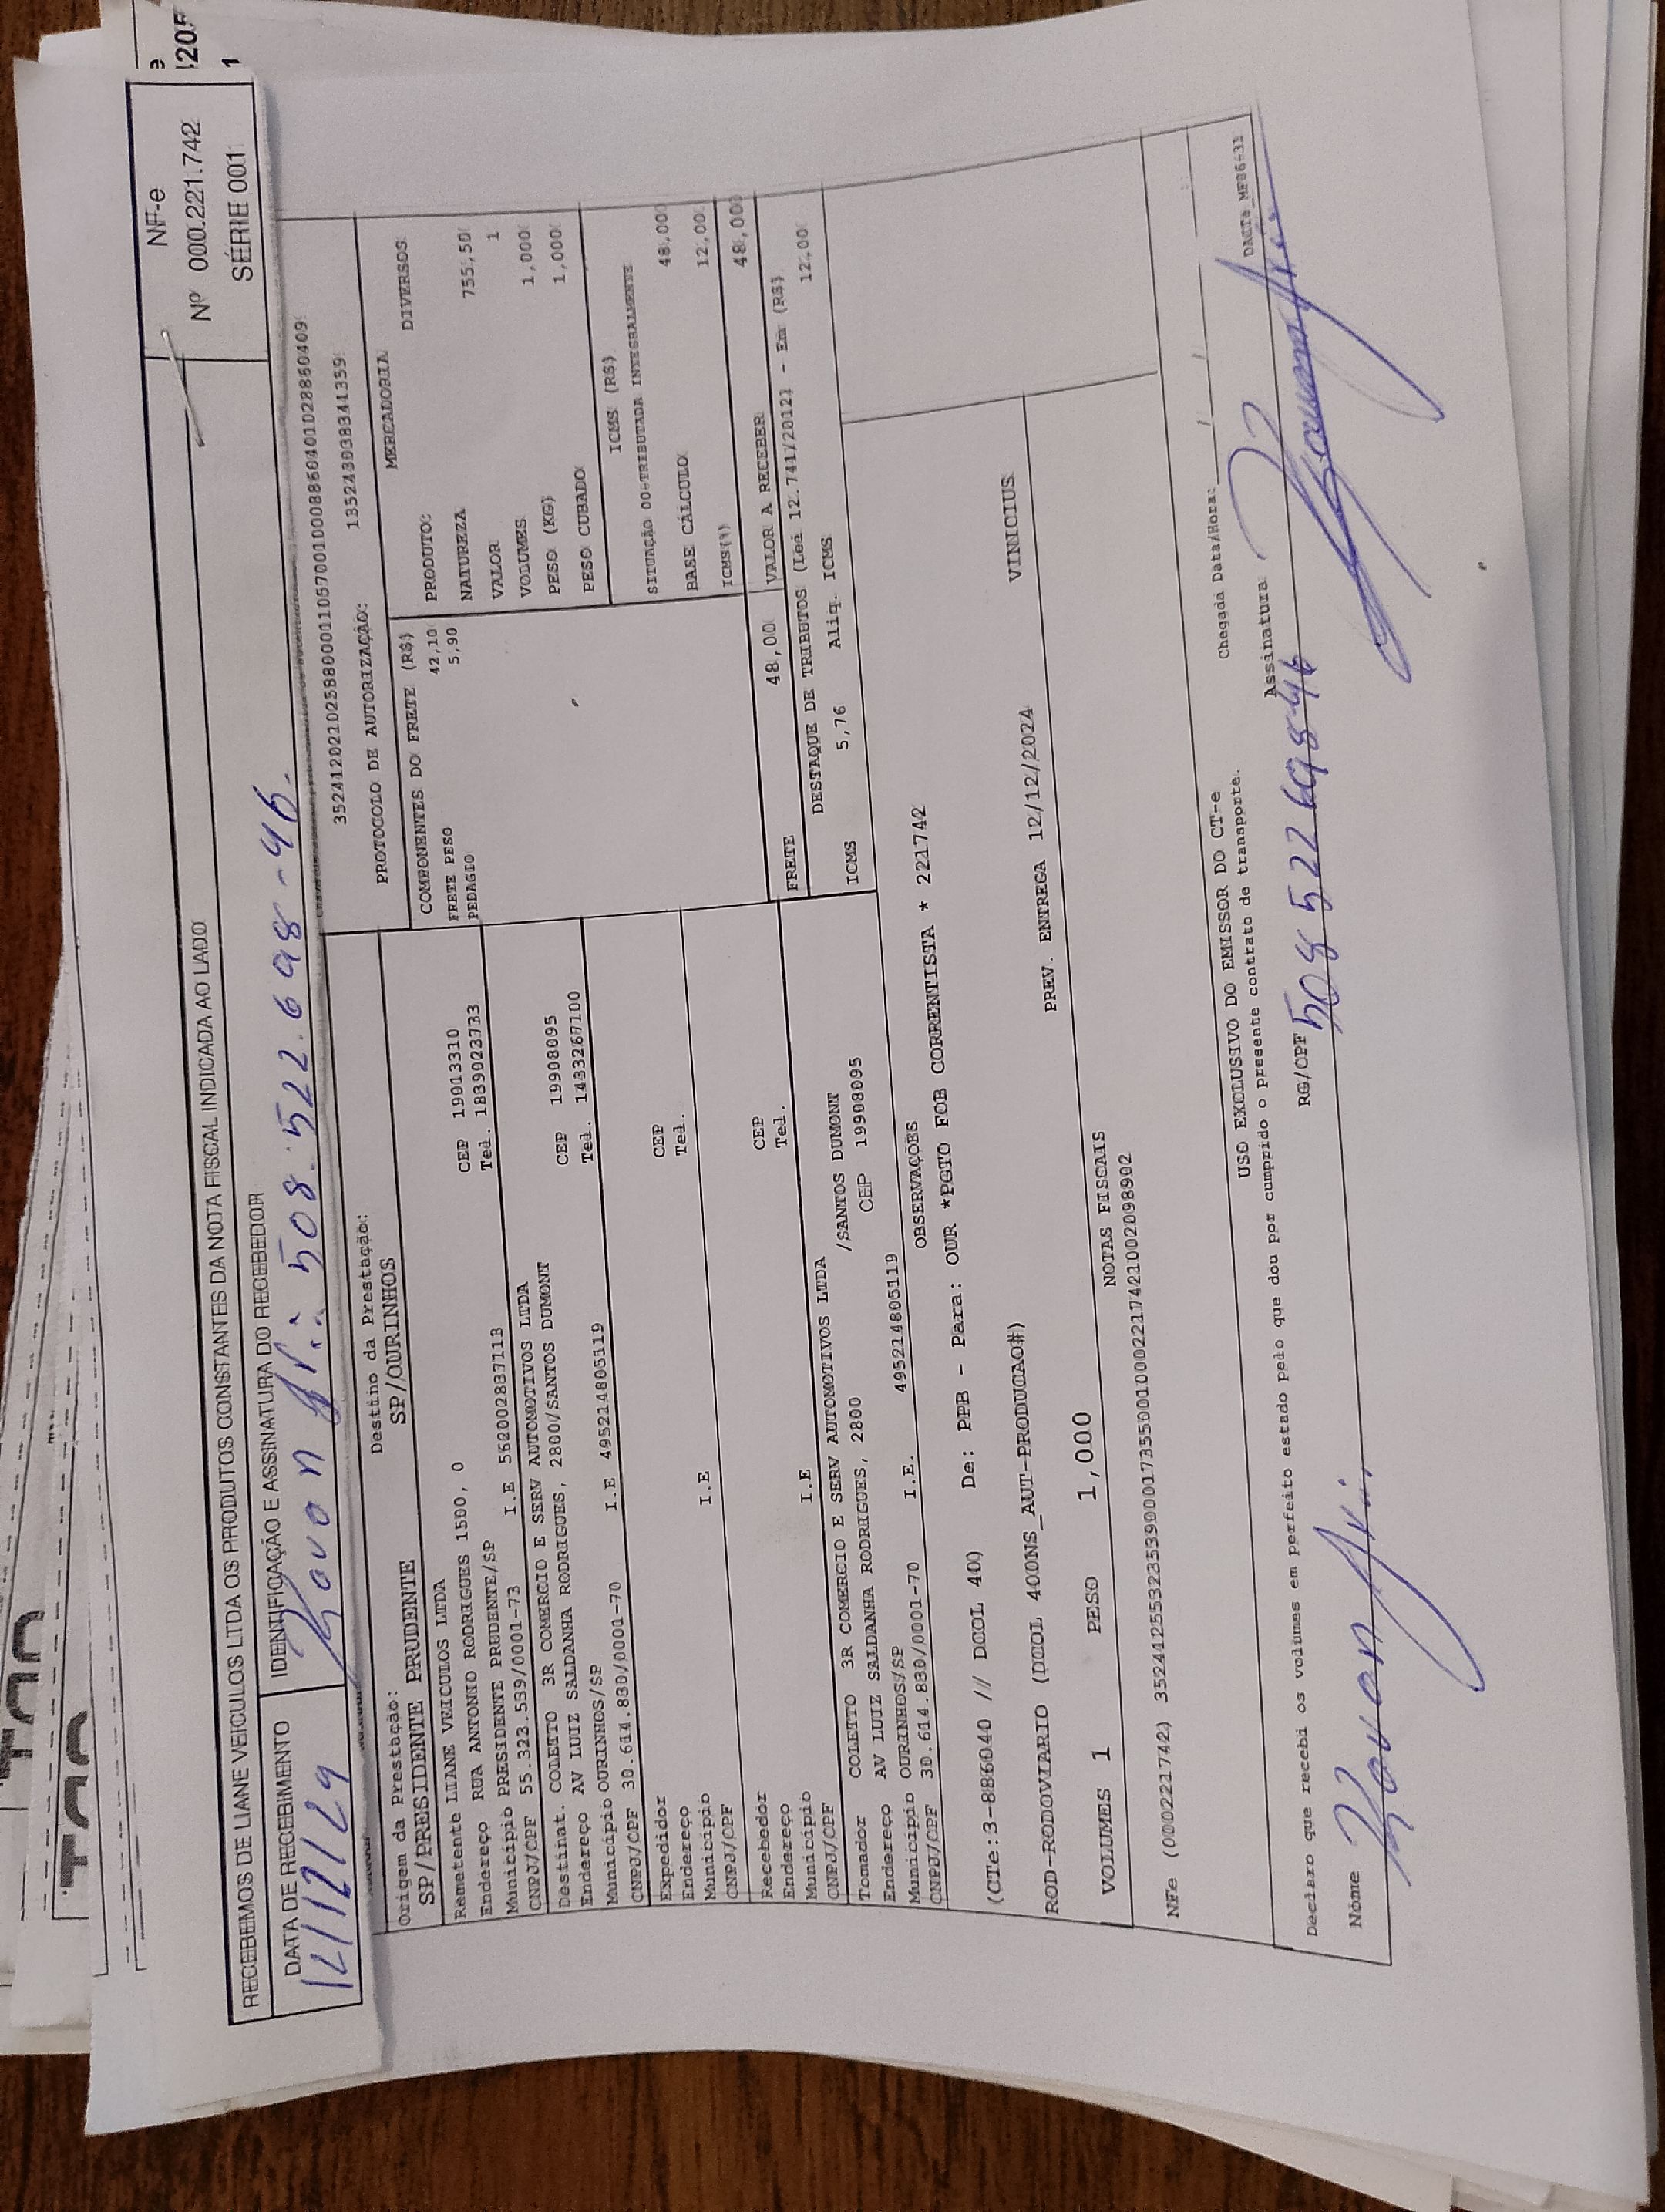 RECEBEMOS DE LIANE VEICULOS LTDA OS PRODUTOS CONSTANTES DA NOTA FISCAL INDICADA AO LADO
NF-e
Nº 000.221.742
SÉRIE 001
DATA DE RECEBIMENTO
IDENTIFICAÇÃO E ASSINATURA DO RECEBEDOR
12/12/24
508.522.698-46.
35241202102588000110570010008860401028860409
PROTOCOLO DE AUTORIZAÇÃO: 135243038341359
Origem da Prestação: Destino da Prestação:
SP/PRESIDENTE PRUDENTE SP/OURINHOS
Remetente LIANE VEICULOS LTDA
Endereço RUA ANTONIO RODRIGUES 1500, 0 CEP 19013310
Município PRESIDENTE PRUDENTE/SP Tel. 1839023733
CNPJ/CPF 55.323.539/0001-73 I.E 562002837113
Destinat. COLETTO 3R COMERCIO E SERV AUTOMOTIVOS LTDA
Endereço AV LUIZ SALDANHA RODRIGUES, 2800/SANTOS DUMONT CEP 19908095
Município OURINHOS/SP Tel. 1433267100
CNPJ/CPF 30.614.830/0001-70 I.E 495214805119
Expedidor
Endereço CEP
Município Tel.
CNPJ/CPF I.E
Recebedor
Endereço CEP
Município Tel.
CNPJ/CPF I.E
Tomador COLETTO 3R COMERCIO E SERV AUTOMOTIVOS LTDA
Endereço AV LUIZ SALDANHA RODRIGUES, 2800 /SANTOS DUMONT
Município OURINHOS/SP CEP 19908095
CNPJ/CPF 30.614.830/0001-70 I.E. 495214805119
COMPONENTES DO FRETE (R$)
FRETE PESO 42,10
PEDAGIO 5,90
MERCADORIA
PRODUTO: DIVERSOS
NATUREZA
VALOR 755,50
VOLUMES 1
PESO (KG) 1,000
PESO CUBADO 1,000
ICMS (R$)
SITUAÇÃO 00-TRIBUTADA INTEGRALMENTE
BASE CÁLCULO 48,00
ICMS(%) 12,00
FRETE 48,00 VALOR A RECEBER 48,00
DESTAQUE DE TRIBUTOS (Lei 12.741/2012) - Em (R$)
ICMS 5,76 Aliq. ICMS 12,00
OBSERVAÇÕES
(CTe:3-886040 // DCOL 40) De: PPB - Para: OUR *PGTO FOB CORRENTISTA * 221742
ROD-RODOVIARIO (DCOL 400NS_AUT-PRODUCAO#) PREV. ENTREGA 12/12/2024 VINICIUS
VOLUMES 1 PESO 1,000
NOTAS FISCAIS
NFe (000221742) 35244255323539000173550010002217421002098902
USO EXCLUSIVO DO EMISSOR DO CT-e
Declaro que recebi os volumes em perfeito estado pelo que dou por cumprido o presente contrato de transporte.
Chegada Data/Hora: / /
DACTe_MF06631
Nome
RG/CPF 508 522 698-46
Assinatura